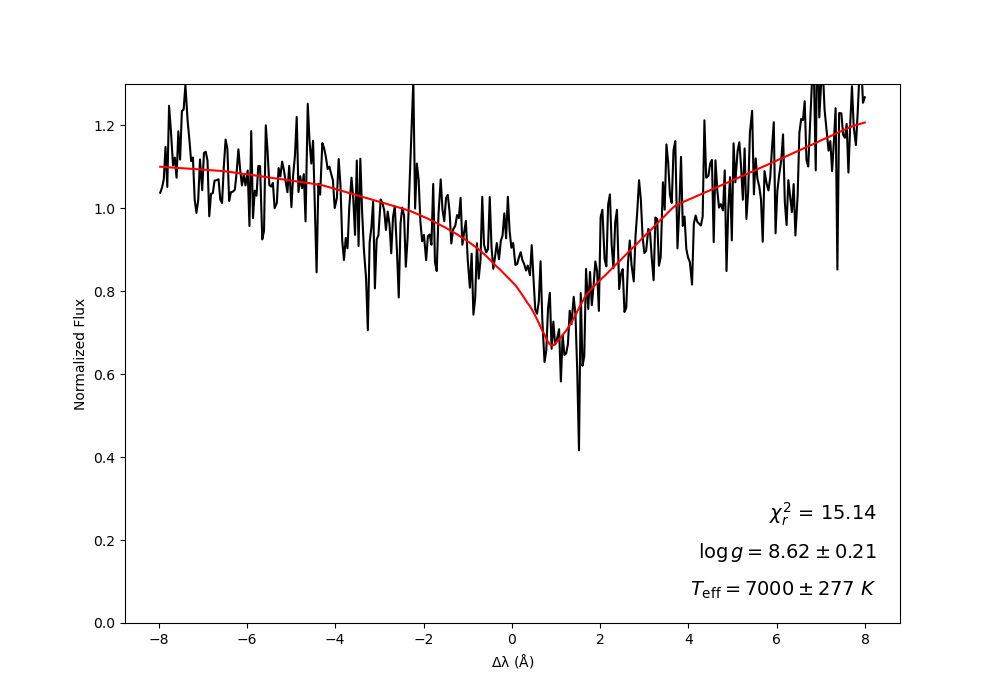 1.2
1.0
0.8
0.6
0.4
0.2
0.0
Normalized Flux
χ²ᵣ = 15.14
log g = 8.62 ± 0.21
T_eff = 7000 ± 277 K
−8 −6 −4 −2 0 2 4 6 8
Δλ (Å)